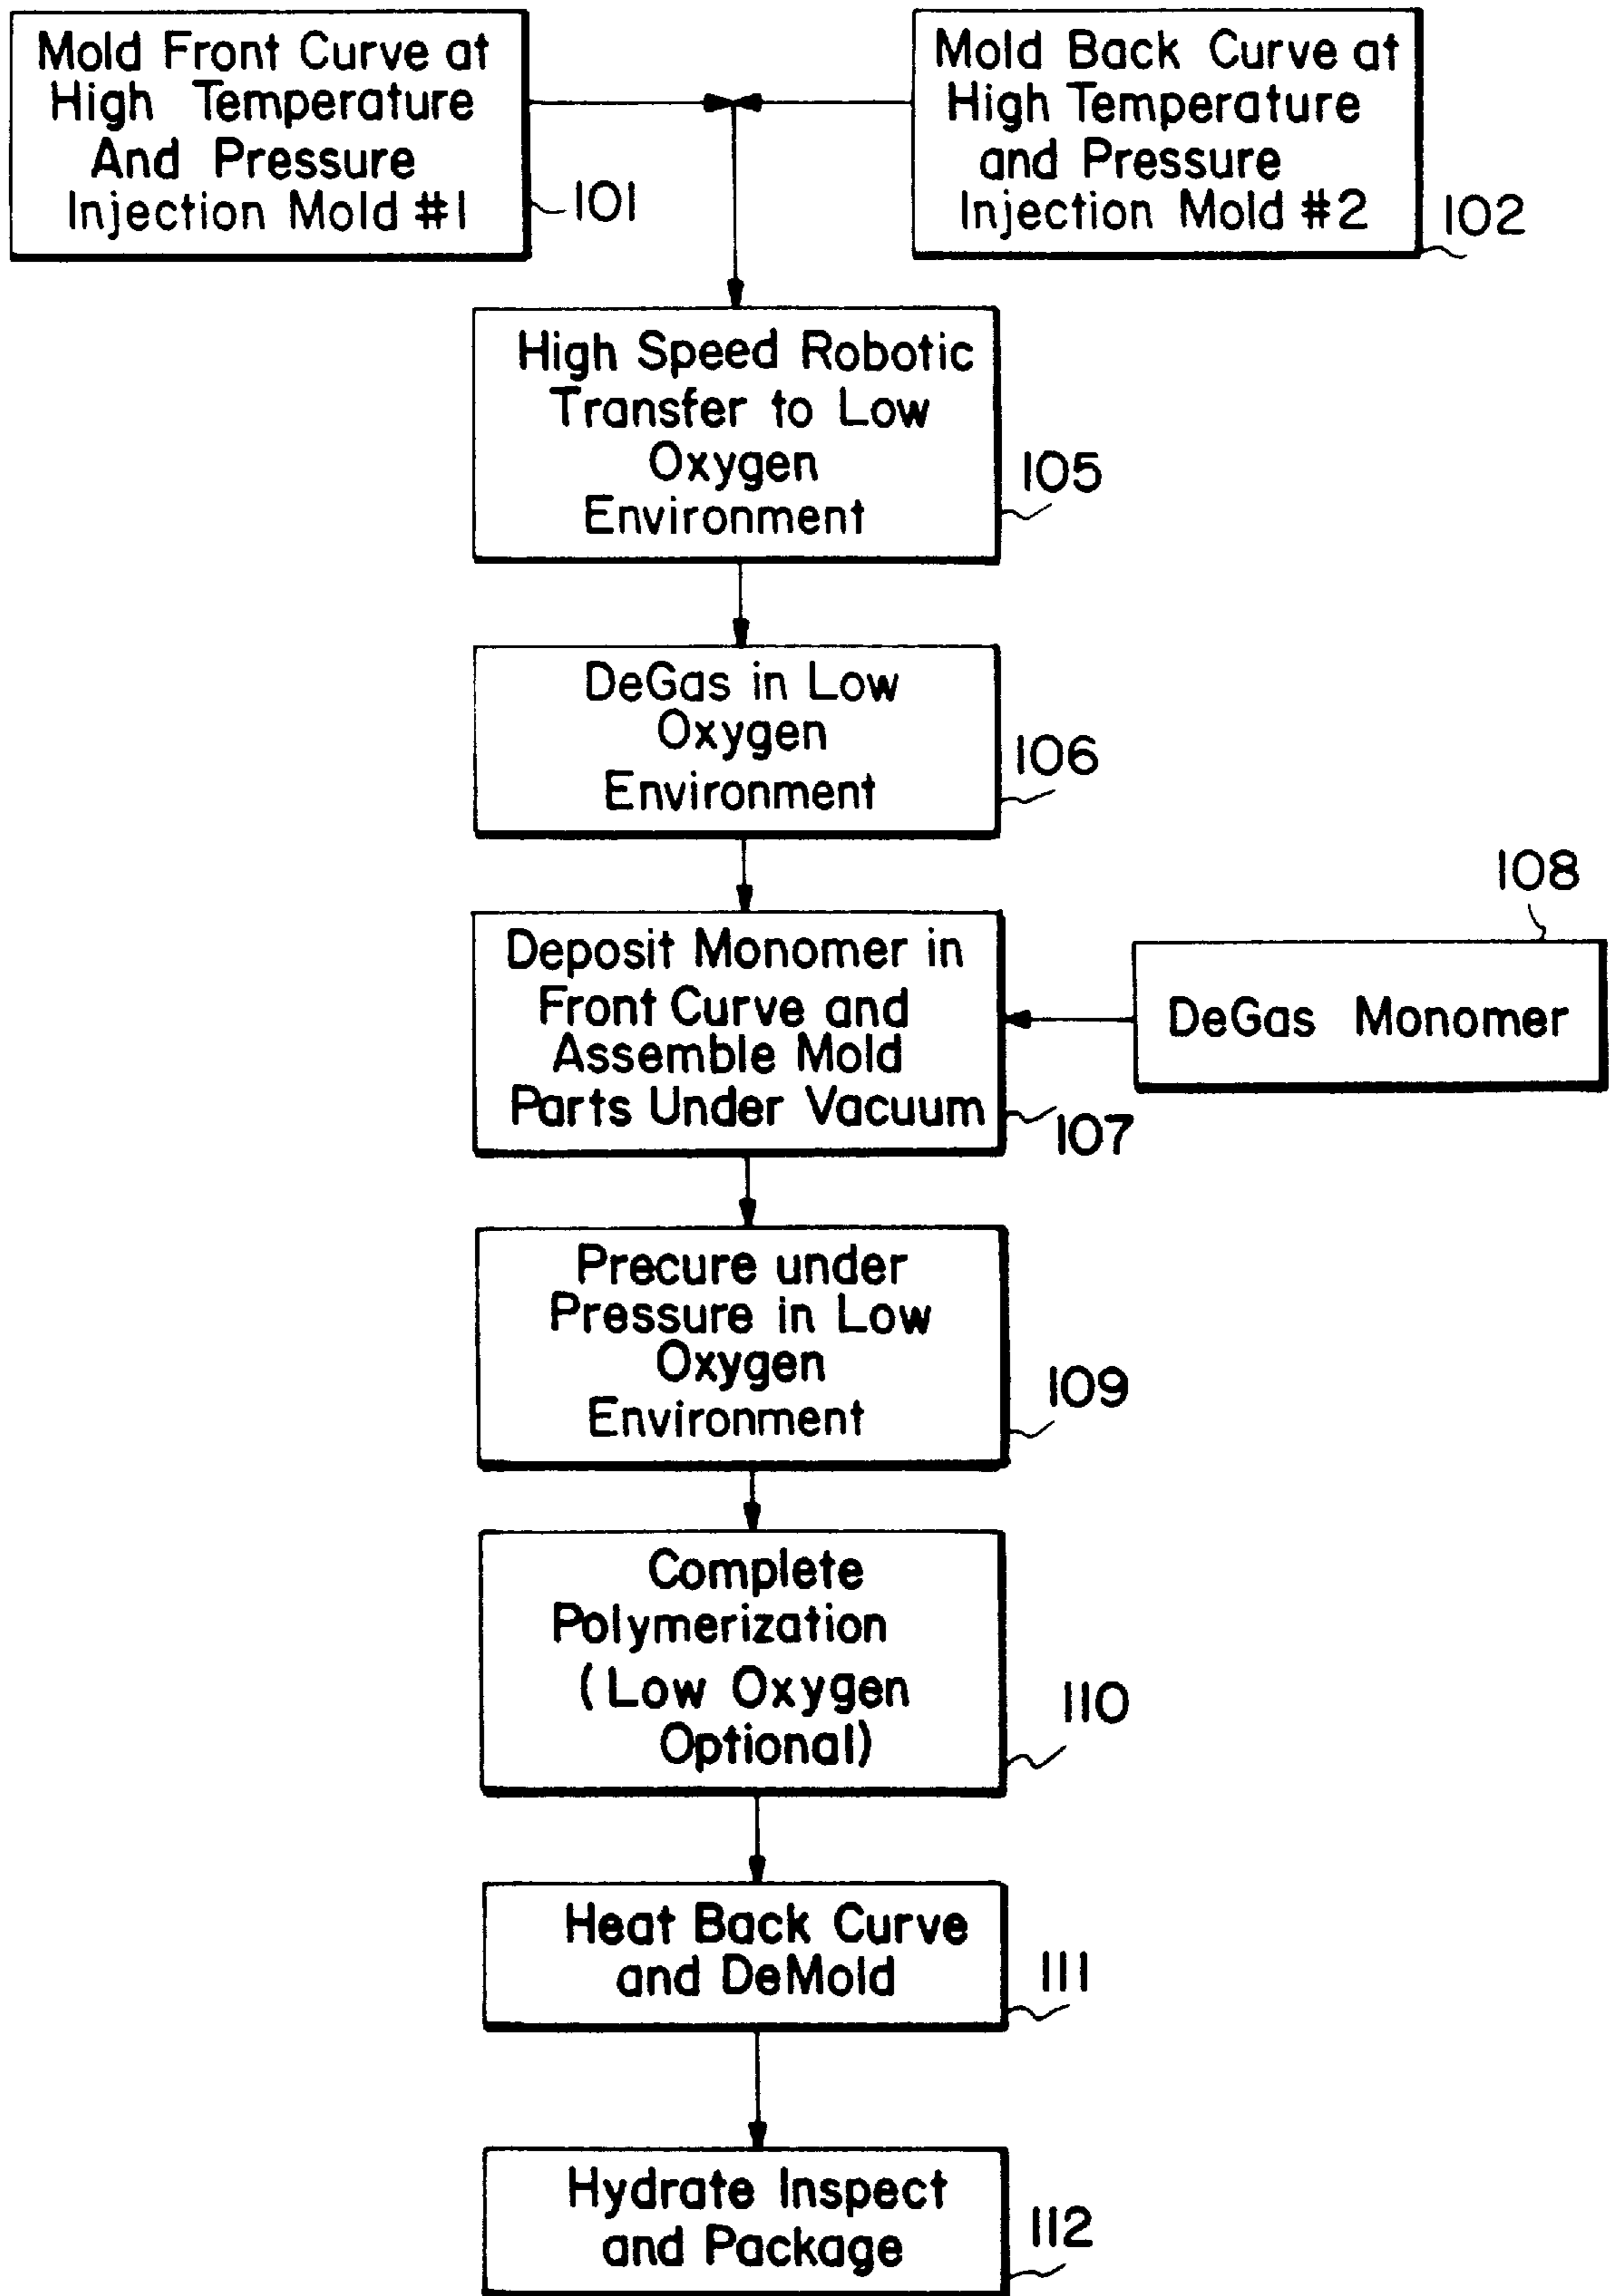 Mold Front Curve at
High Temperature
And Pressure
Injection Mold #1
101
Mold Back Curve at
High Temperature
and Pressure
Injection Mold #2
102
High Speed Robotic
Transfer to Low
Oxygen
Environment
105
DeGas in Low
Oxygen
Environment
106
Deposit Monomer in
Front Curve and
Assemble Mold
Parts Under Vacuum
107
108
DeGas Monomer
Precure under
Pressure in Low
Oxygen
Environment
109
Complete
Polymerization
(Low Oxygen
Optional)
110
Heat Back Curve
and DeMold
111
Hydrate Inspect
and Package
112